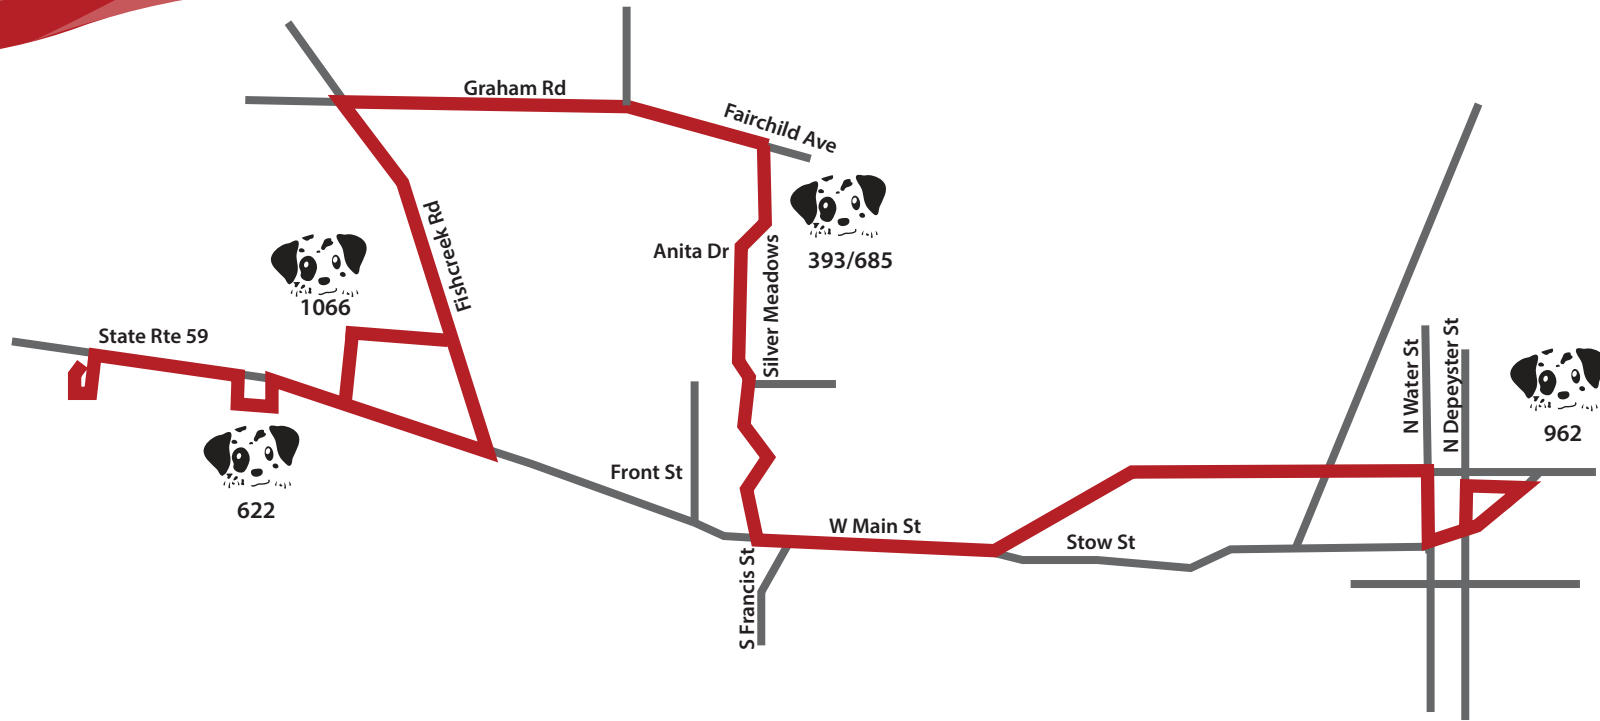 Graham Rd
Fairchild Ave
Fishcreek Rd
Anita Dr
Silver Meadows
393/685
1066
State Rte 59
N Water St
N Depeyster St
962
Front St
622
W Main St
Stow St
S Francis St